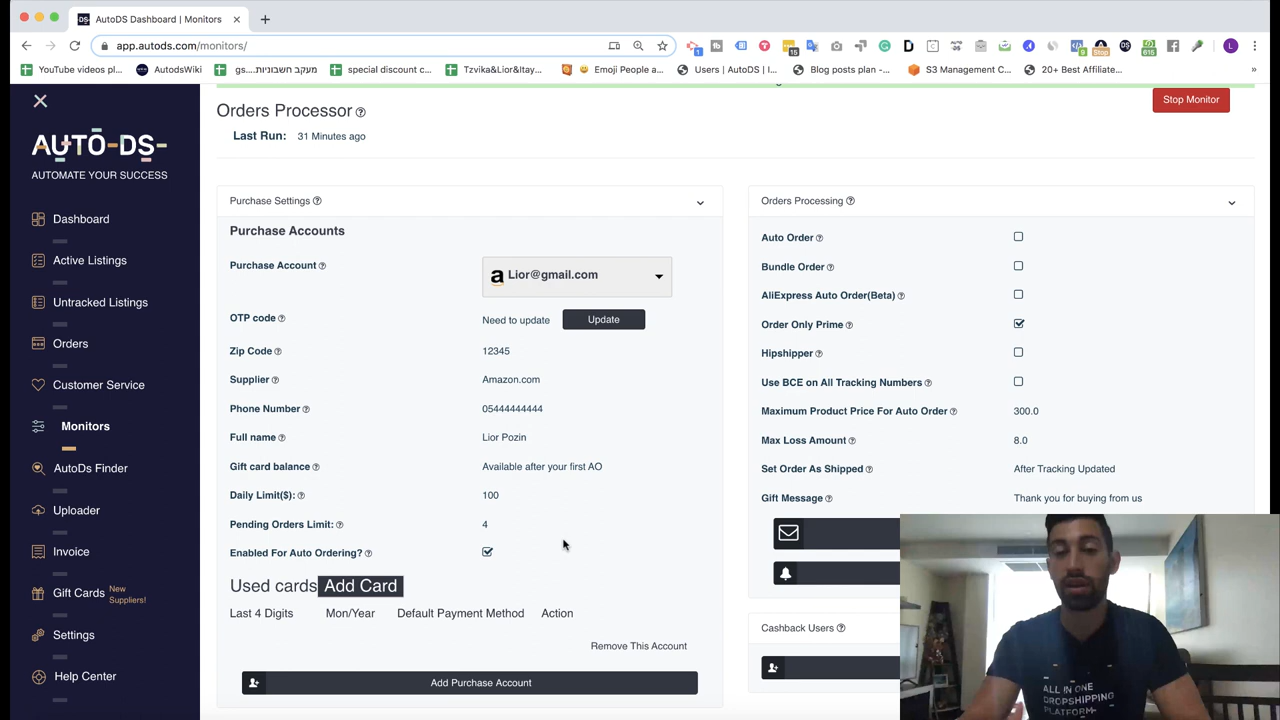 AutoDS Dashboard | Monitors
app.autods.com/monitors/
1
15
9
Stop
DS
615
L
YouTube videos pl...
AutodsWiki
gs....מעקב חשבוניות
special discount c...
Tzvika&Lior&Itay...
Emoji People a...
Users | AutoDS | I...
Blog posts plan -...
S3 Management C...
20+ Best Affiliate...
»
AUTO-DS-
AUTOMATE YOUR SUCCESS
Dashboard
Active Listings
Untracked Listings
Orders
Customer Service
Monitors
AutoDs Finder
Uploader
Invoice
Gift Cards New Suppliers!
Settings
Help Center
Orders Processor
Last Run: 31 Minutes ago
Stop Monitor
Purchase Settings
Purchase Accounts
Purchase Account Lior@gmail.com
OTP code Need to update Update
Zip Code 12345
Supplier Amazon.com
Phone Number 05444444444
Full name Lior Pozin
Gift card balance Available after your first AO
Daily Limit($): 100
Pending Orders Limit: 4
Enabled For Auto Ordering?
Used cards Add Card
Last 4 Digits Mon/Year Default Payment Method Action
Remove This Account
Add Purchase Account
Orders Processing
Auto Order
Bundle Order
AliExpress Auto Order(Beta)
Order Only Prime
Hipshipper
Use BCE on All Tracking Numbers
Maximum Product Price For Auto Order 300.0
Max Loss Amount 8.0
Set Order As Shipped After Tracking Updated
Gift Message Thank you for buying from us
Cashback Users
ALL IN ONE
DROPSHIPPING
PLATFORM